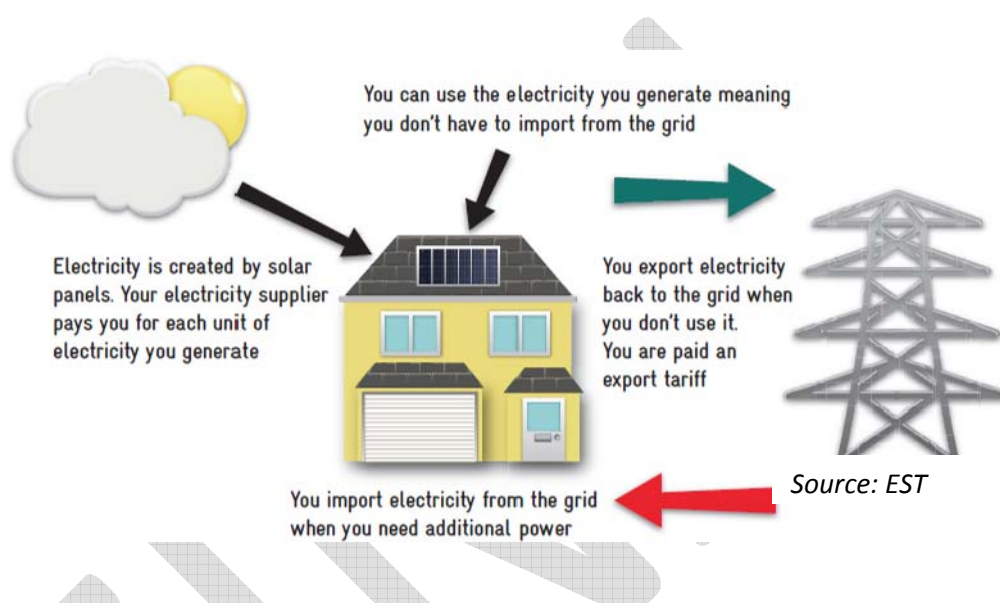 You can use the electricity you generate meaning
you don't have to import from the grid
Electricity is created by solar
panels. Your electricity supplier
pays you for each unit of
electricity you generate
You export electricity
back to the grid when
you don't use it.
You are paid an
export tariff
Source: EST
You import electricity from the grid
when you need additional power